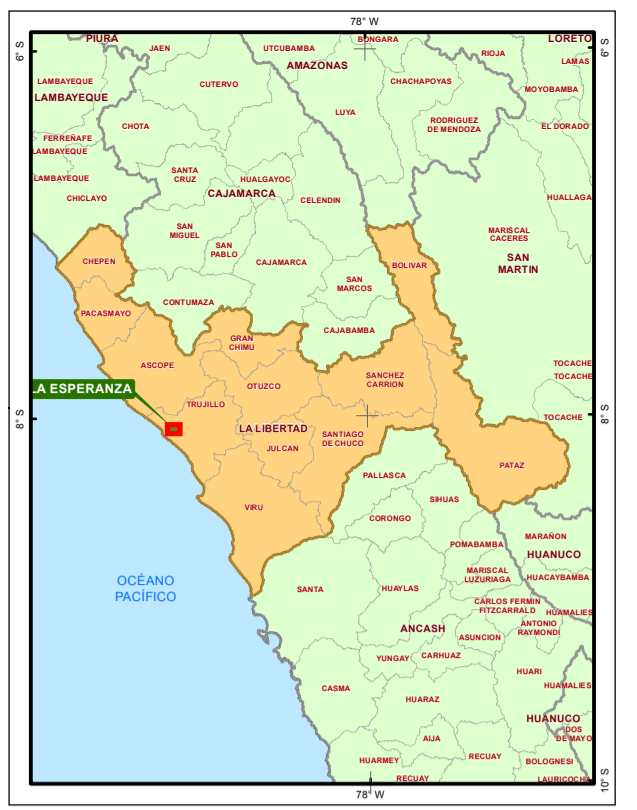 78° W
6° S
6° S
PIURA
JAEN
UTCUBAMBA
BONGARA
LORETO
AMAZONAS
RIOJA
LAMAS
LAMBAYEQUE
CUTERVO
CHACHAPOYAS
MOYOBAMBA
LAMBAYEQUE
LUYA
CHOTA
RODRIGUEZ
DE MENDOZA
EL DORADO
FERREÑAFE
LAMBAYEQUE
LAMBAYEQUE
SANTA
CRUZ
HUALGAYOC
CAJAMARCA
CHICLAYO
CELENDIN
HUALLAGA
SAN
MIGUEL
MARISCAL
CACERES
SAN
PABLO
SAN
MARTIN
CHEPEN
CAJAMARCA
BOLIVAR
SAN
MARCOS
CONTUMAZA
PACASMAYO
CAJABAMBA
GRAN
CHIMU
ASCOPE
TOCACHE
TOCACHE
SANCHEZ
CARRION
OTUZCO
LA ESPERANZA
TRUJILLO
8° S
8° S
TOCACHE
LA LIBERTAD
SANTIAGO
DE CHUCO
JULCAN
PATAZ
PALLASCA
SIHUAS
VIRU
CORONGO
MARAÑON
POMABAMBA
HUANUCO
MARISCAL
LUZURIAGA
HUACAYBAMBA
OCÉANO
PACÍFICO
SANTA
HUAYLAS
CARLOS FERMIN
FITZCARRALD
HUAMALIES
ANTONIO
RAYMONDI
ANCASH
ASUNCION
YUNGAY
CARHUAZ
HUARI
CASMA
HUAMALIES
HUARAZ
HUANUCO
DOS
DE MAYO
AIJA
HUARMEY
RECUAY
BOLOGNESI
RECUAY
LAURICOCHA
10° S
78° W